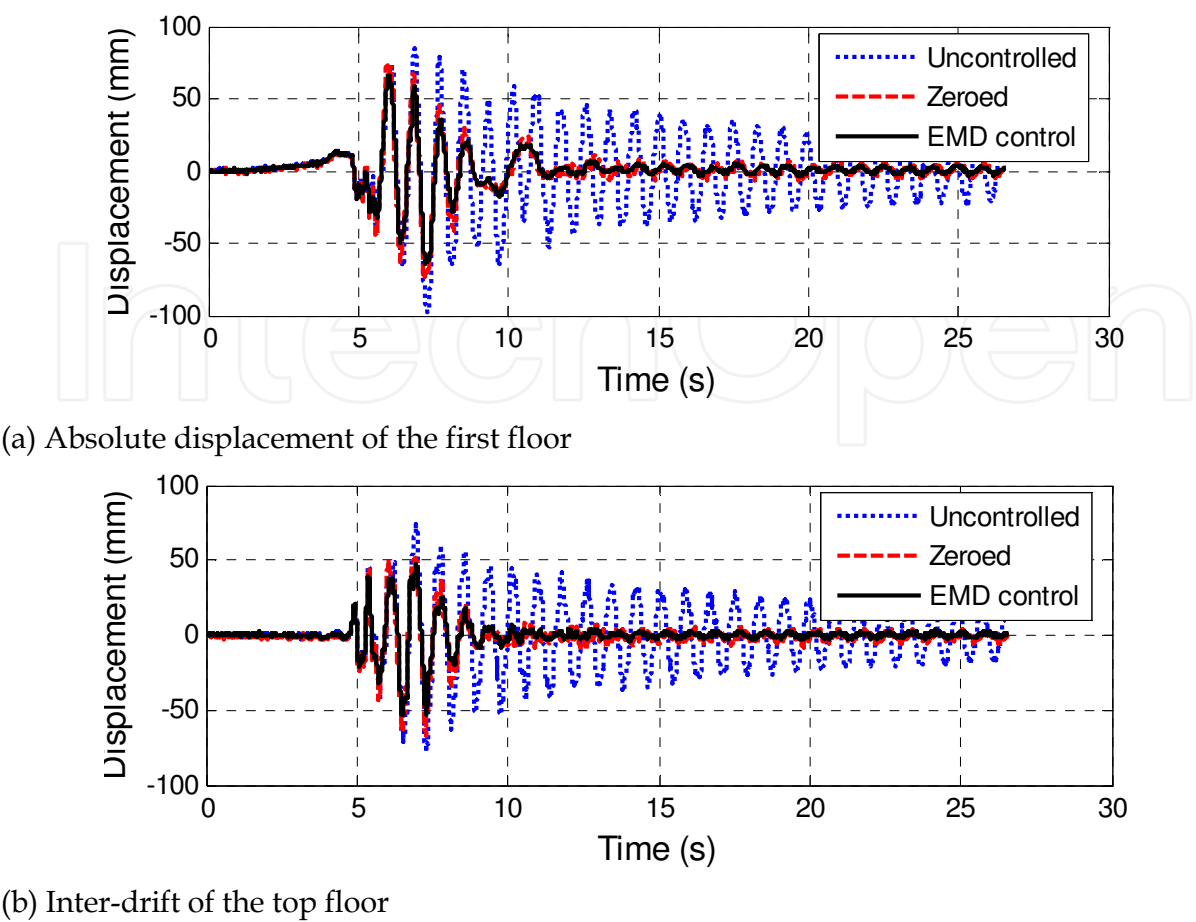 100
50
0
-50
-100
Displacement (mm)
Uncontrolled
Zeroed
EMD control
0 5 10 15 20 25 30
Time (s)
(a) Absolute displacement of the first floor
100
50
0
-50
-100
Displacement (mm)
Uncontrolled
Zeroed
EMD control
0 5 10 15 20 25 30
Time (s)
(b) Inter-drift of the top floor
IntechOpen